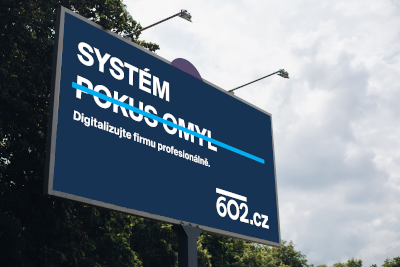 SYSTÉM
POKUS OMYL
Digitalizujte firmu profesionálně.
602.cz